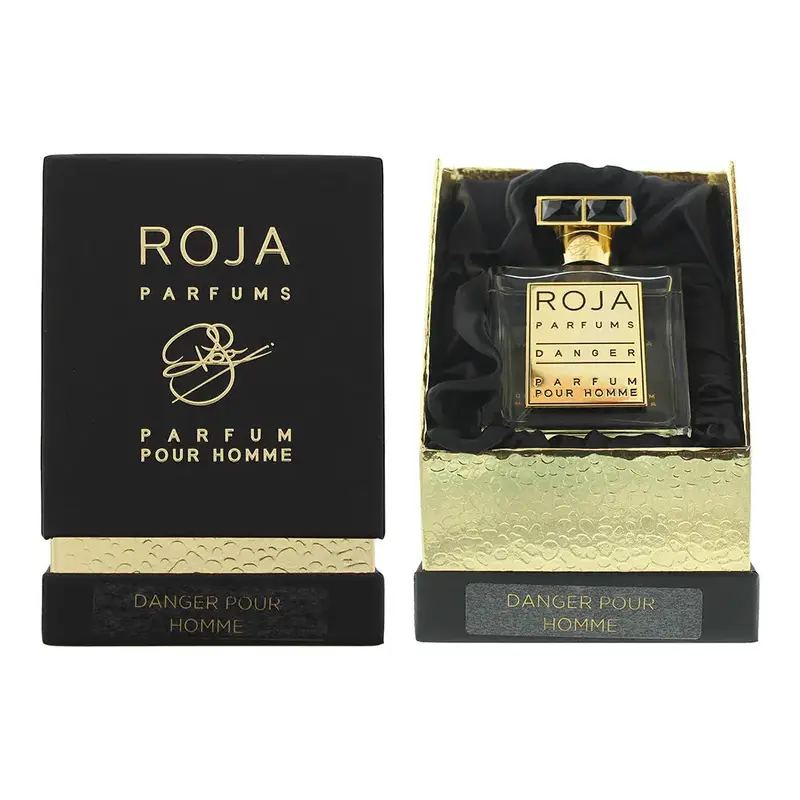 ROJA
PARFUMS
PARFUM
POUR HOMME
DANGER POUR
HOMME
ROJA
PARFUMS
DANGER
PARFUM
POUR HOMME
DANGER POUR
HOMME